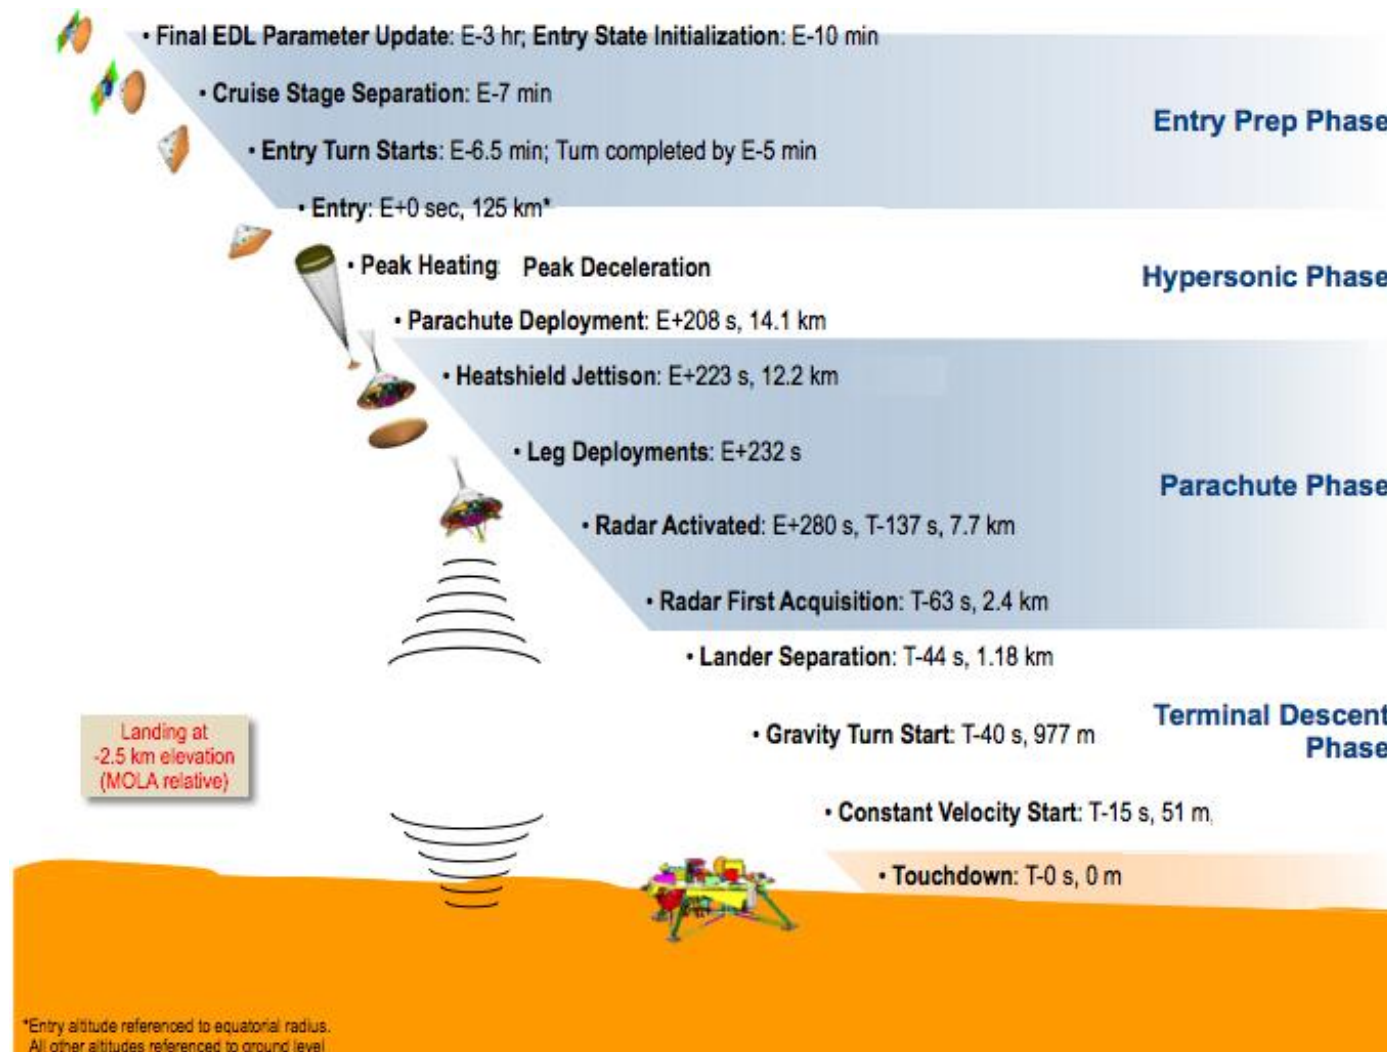 • Final EDL Parameter Update: E-3 hr; Entry State Initialization: E-10 min
• Cruise Stage Separation: E-7 min
Entry Prep Phase
• Entry Turn Starts: E-6.5 min; Turn completed by E-5 min
• Entry: E+0 sec, 125 km*
• Peak Heating: Peak Deceleration
Hypersonic Phase
• Parachute Deployment: E+208 s, 14.1 km
• Heatshield Jettison: E+223 s, 12.2 km
• Leg Deployments: E+232 s
Parachute Phase
• Radar Activated: E+280 s, T-137 s, 7.7 km
• Radar First Acquisition: T-63 s, 2.4 km
• Lander Separation: T-44 s, 1.18 km
Terminal Descent
Phase
• Gravity Turn Start: T-40 s, 977 m
Landing at
-2.5 km elevation
(MOLA relative)
• Constant Velocity Start: T-15 s, 51 m,
• Touchdown: T-0 s, 0 m
*Entry altitude referenced to equatorial radius.
All other altitudes referenced to ground level